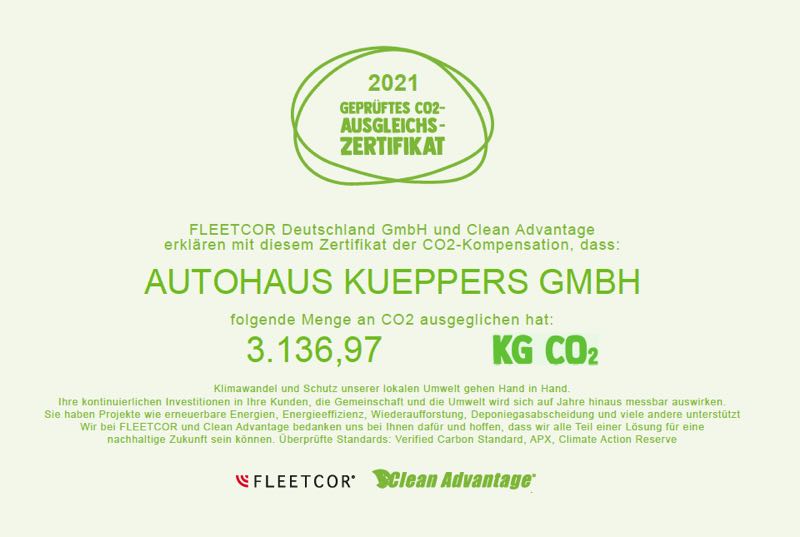 2021
GEPRÜFTES CO2-
AUSGLEICHS-
ZERTIFIKAT
FLEETCOR Deutschland GmbH und Clean Advantage
erklären mit diesem Zertifikat der CO2-Kompensation, dass:
AUTOHAUS KUEPPERS GMBH
folgende Menge an CO2 ausgeglichen hat:
3.136,97 KG CO₂
Klimawandel und Schutz unserer lokalen Umwelt gehen Hand in Hand.
Ihre kontinuierlichen Investitionen in Ihre Kunden, die Gemeinschaft und die Umwelt wird sich auf Jahre hinaus messbar auswirken.
Sie haben Projekte wie erneuerbare Energien, Energieeffizienz, Wiederaufforstung, Deponiegasabscheidung und viele andere unterstützt
Wir bei FLEETCOR und Clean Advantage bedanken uns bei Ihnen dafür und hoffen, dass wir alle Teil einer Lösung für eine
nachhaltige Zukunft sein können. Überprüfte Standards: Verified Carbon Standard, APX, Climate Action Reserve
FLEETCOR® Clean Advantage